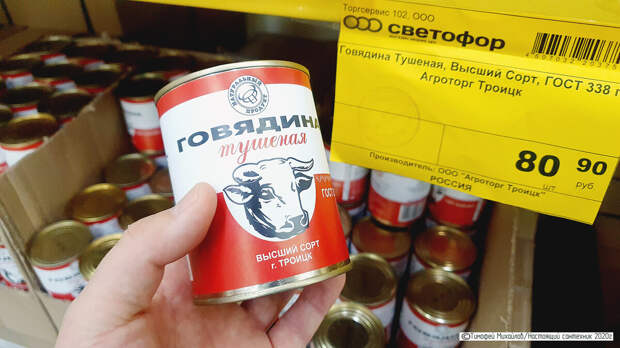 Торгсервис 102, ООО
светофор
Говядина Тушеная, Высший Сорт, ГОСТ 338 г
Агроторг Троицк
80 90
шт. руб
Производитель: ООО "Агроторг Троицк"
РОССИЯ
НАТУРАЛЬНЫЙ
ПРОДУКТ
ГОВЯДИНА
тушеная
ГОСТ
ВЫСШИЙ СОРТ
г. ТРОИЦК
©Тимофей Михайлов/Настоящий сантехник 2020г